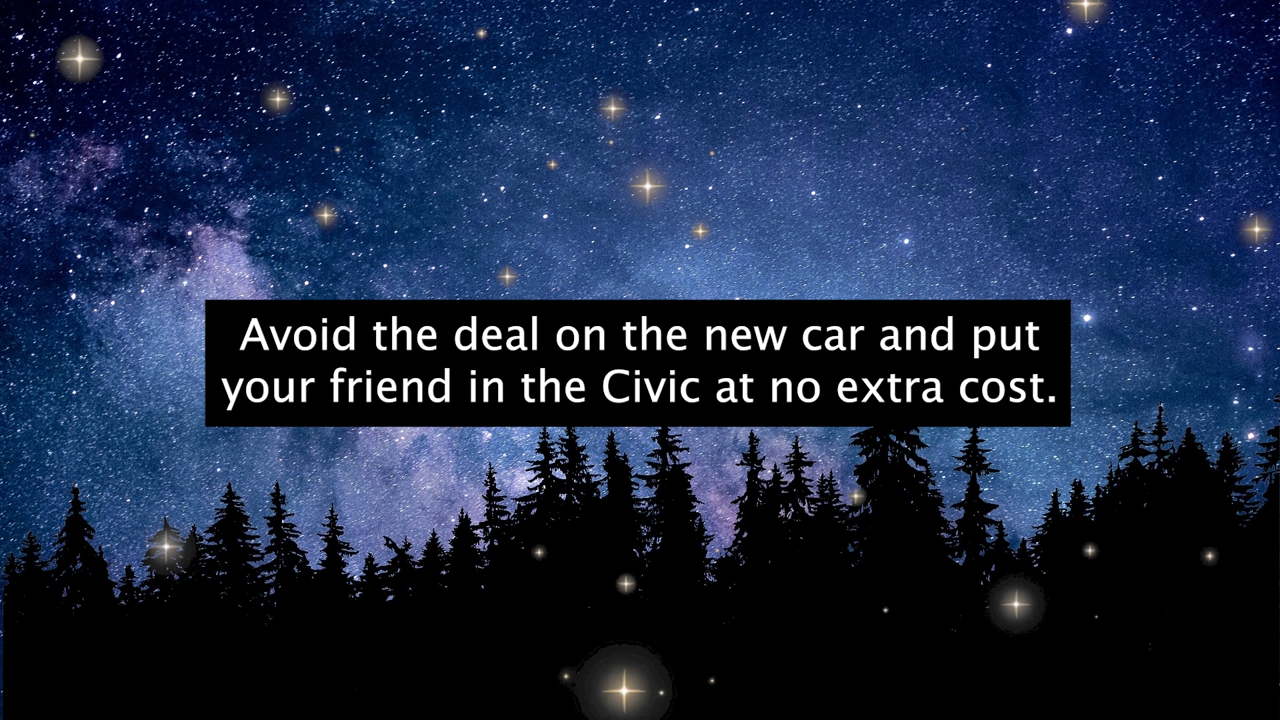 Avoid the deal on the new car and put
your friend in the Civic at no extra cost.